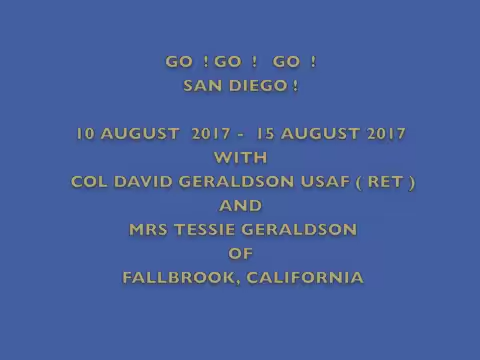 GO  ! GO  !   GO  !
SAN DIEGO !
10 AUGUST  2017 -  15 AUGUST 2017
WITH
COL DAVID GERALDSON USAF ( RET )
AND
MRS TESSIE GERALDSON
OF
FALLBROOK, CALIFORNIA